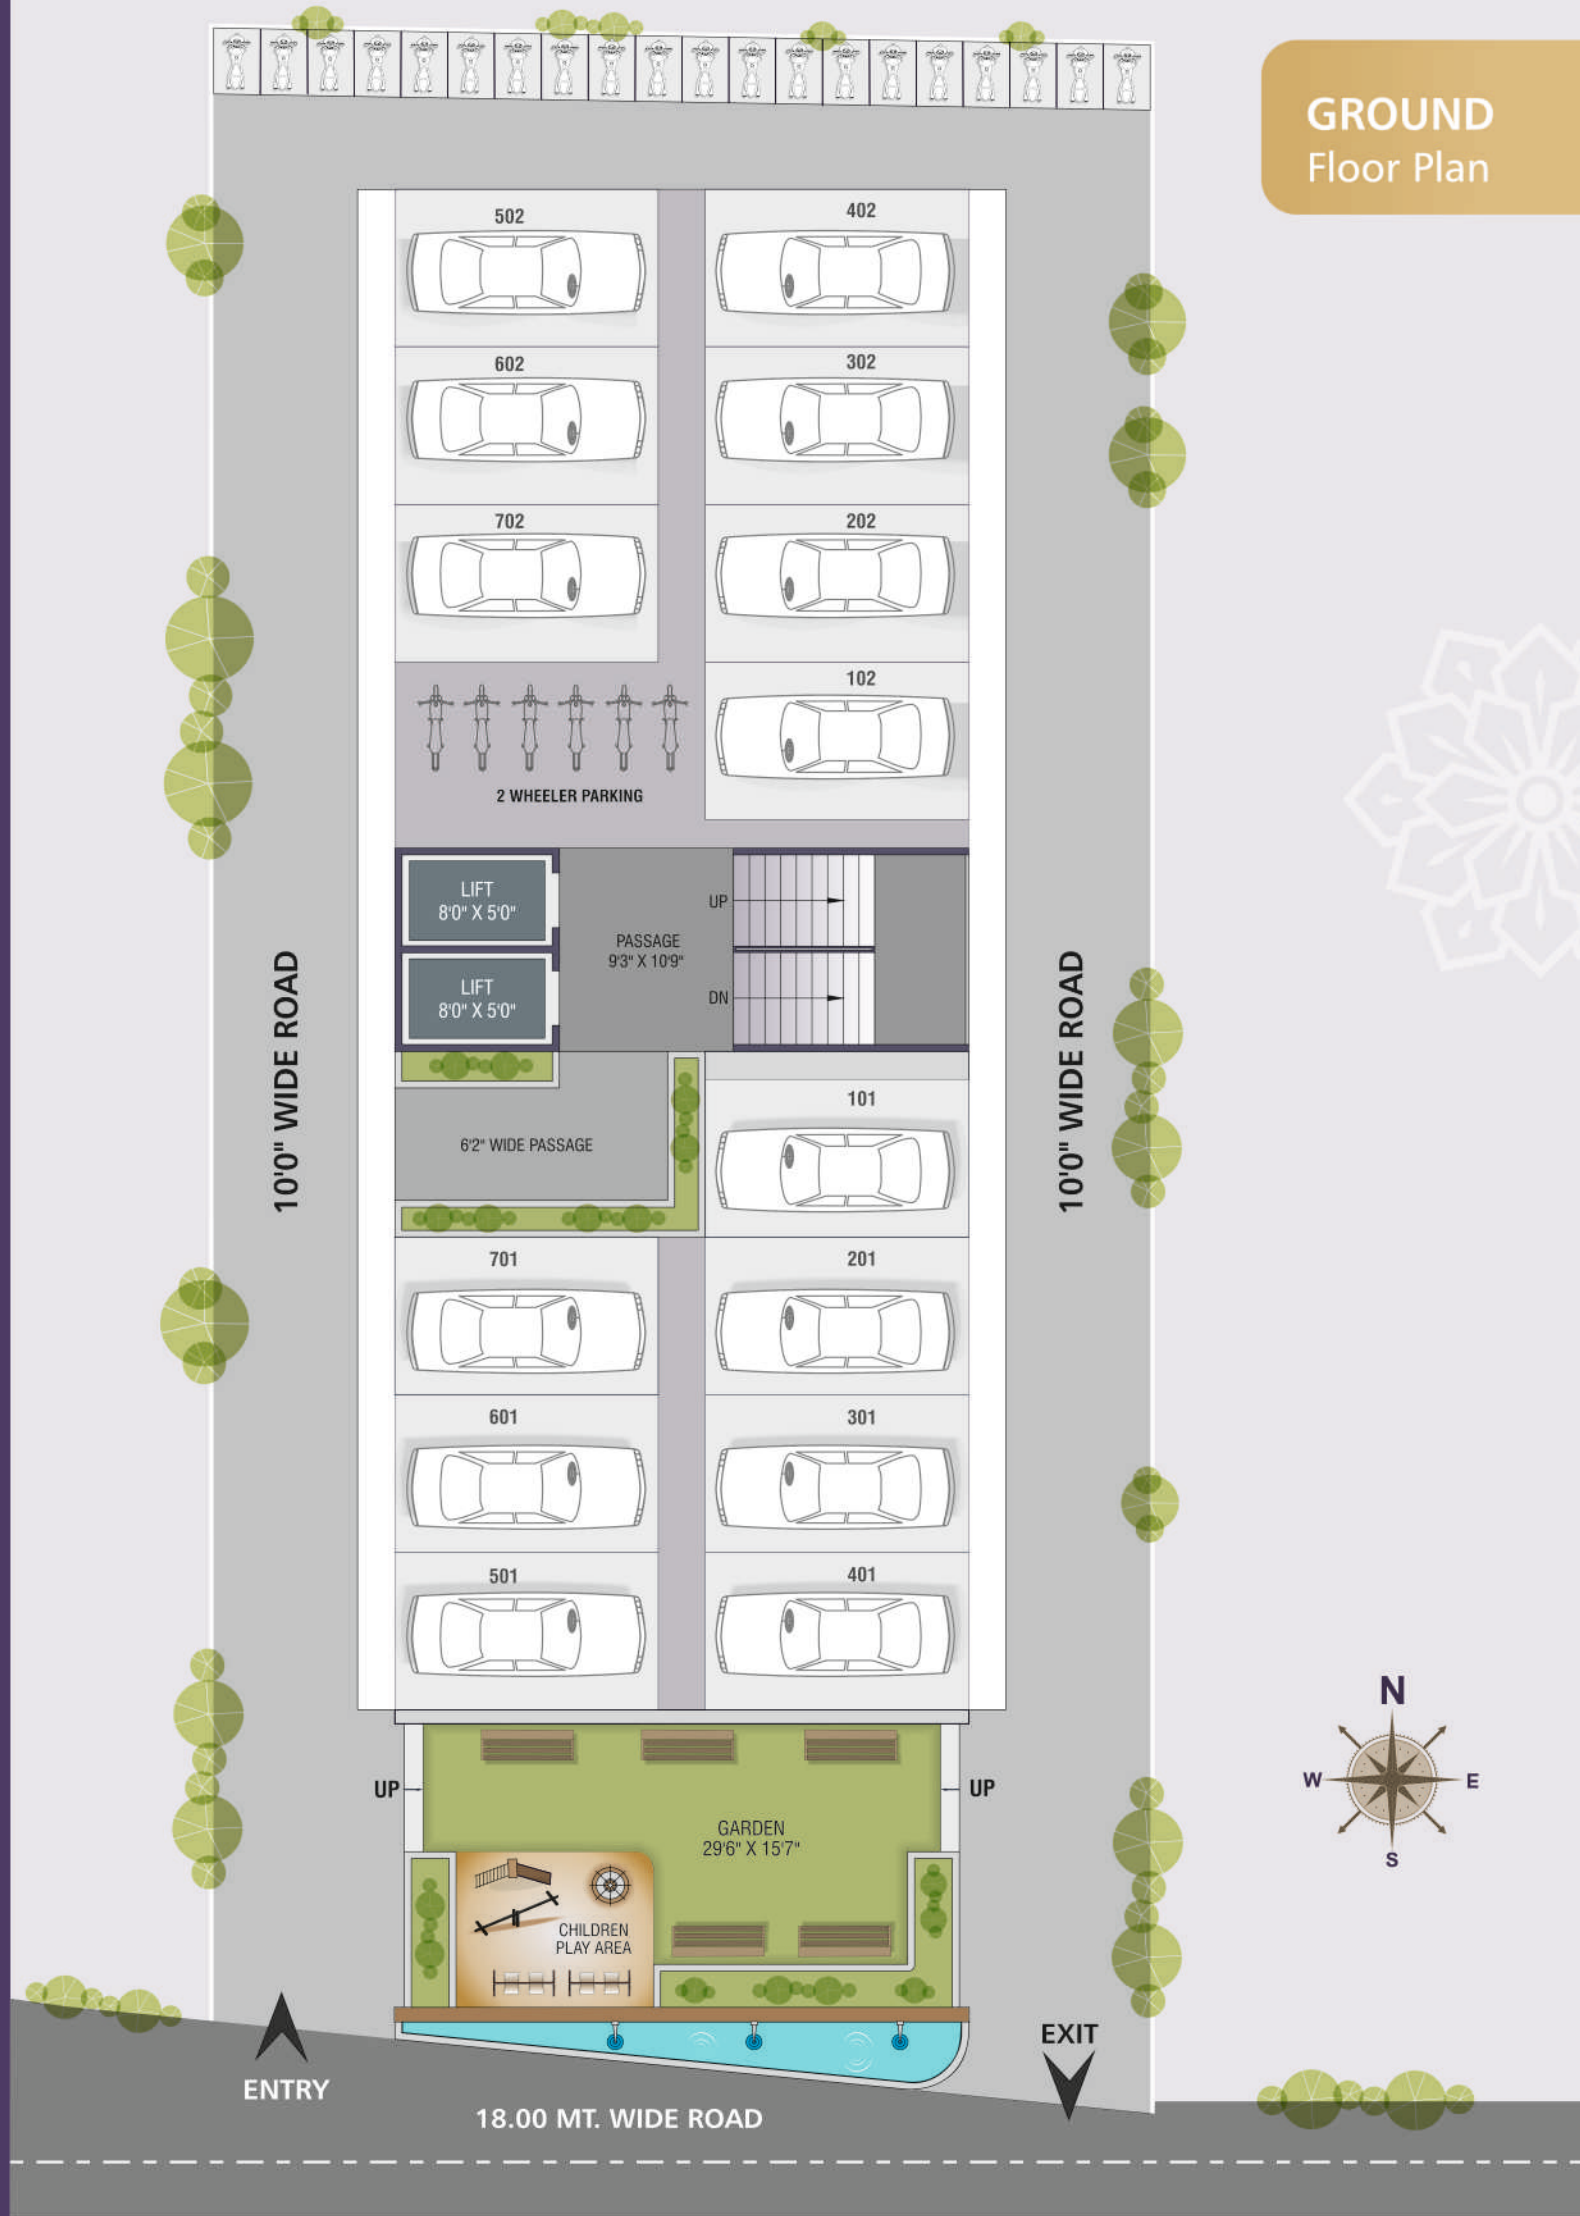 GROUND
Floor Plan
502
402
602
302
702
202
102
2 WHEELER PARKING
LIFT
8'0" X 5'0"
UP
PASSAGE
9'3" X 10'9"
LIFT
8'0" X 5'0"
DN
10'0" WIDE ROAD
10'0" WIDE ROAD
101
6'2" WIDE PASSAGE
701
201
601
301
501
401
N
W
E
S
UP
UP
GARDEN
29'6" X 15'7"
CHILDREN
PLAY AREA
EXIT
ENTRY
18.00 MT. WIDE ROAD